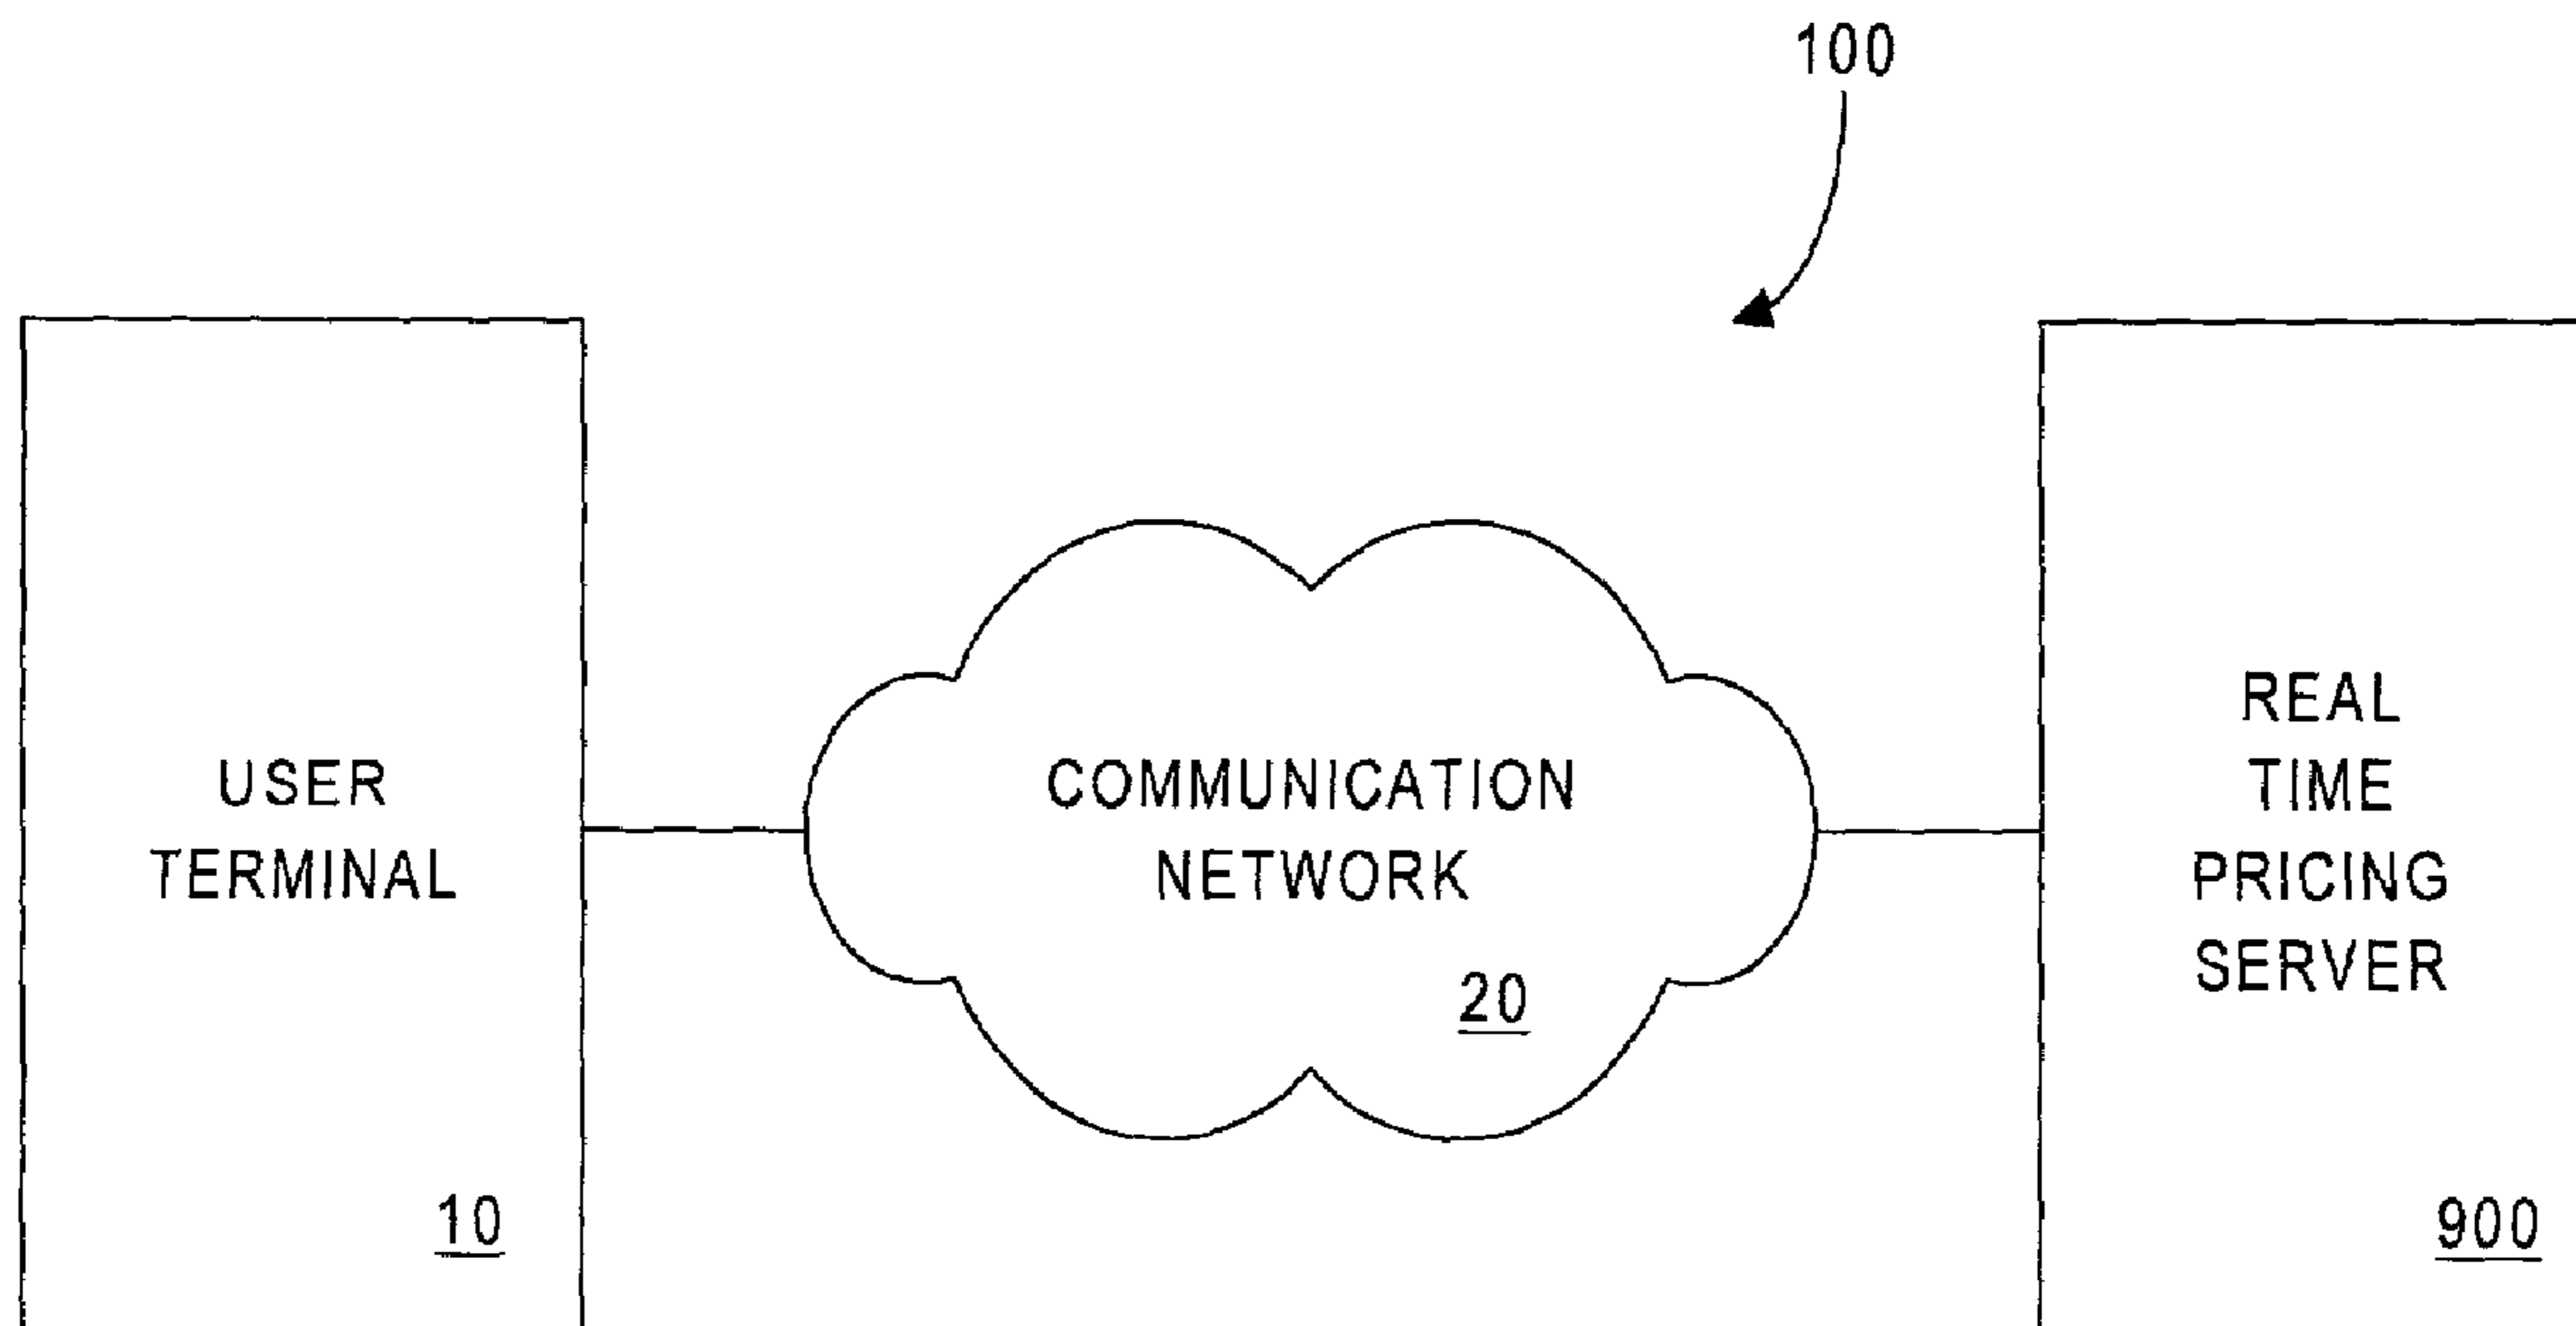 100
USER
TERMINAL
10
COMMUNICATION
NETWORK
20
REAL
TIME
PRICING
SERVER
900